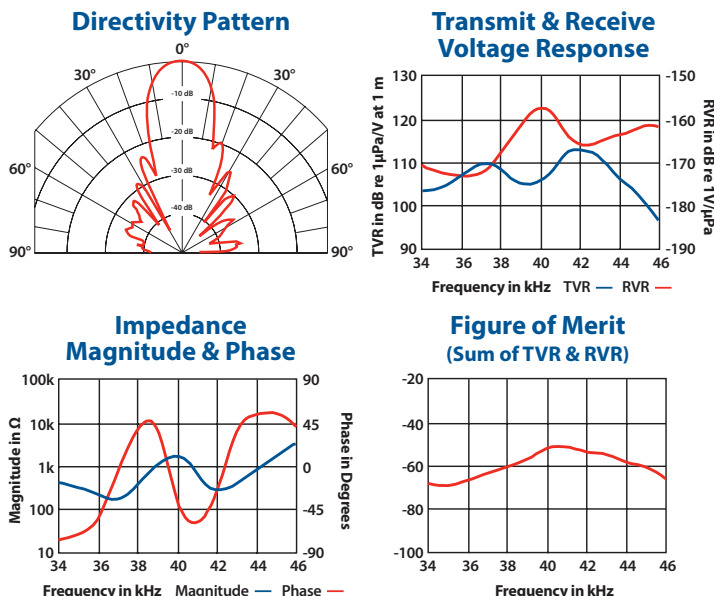 Directivity Pattern
0°
30° 30°
60° 60°
90° 90°
-10 dB
-20 dB
-30 dB
-40 dB
Transmit & Receive
Voltage Response
TVR in dB re 1µPa/V at 1 m
130
120
110
100
90
-150
-160
-170
-180
-190
RVR in dB re 1V/µPa
34 36 38 40 42 44 46
Frequency in kHz TVR RVR
Impedance
Magnitude & Phase
Magnitude in Ω
100k
10k
1k
100
10
90
45
0
-45
-90
Phase in Degrees
34 36 38 40 42 44 46
Frequency in kHz Magnitude Phase
Figure of Merit
(Sum of TVR & RVR)
-20
-40
-60
-80
-100
34 36 38 40 42 44 46
Frequency in kHz